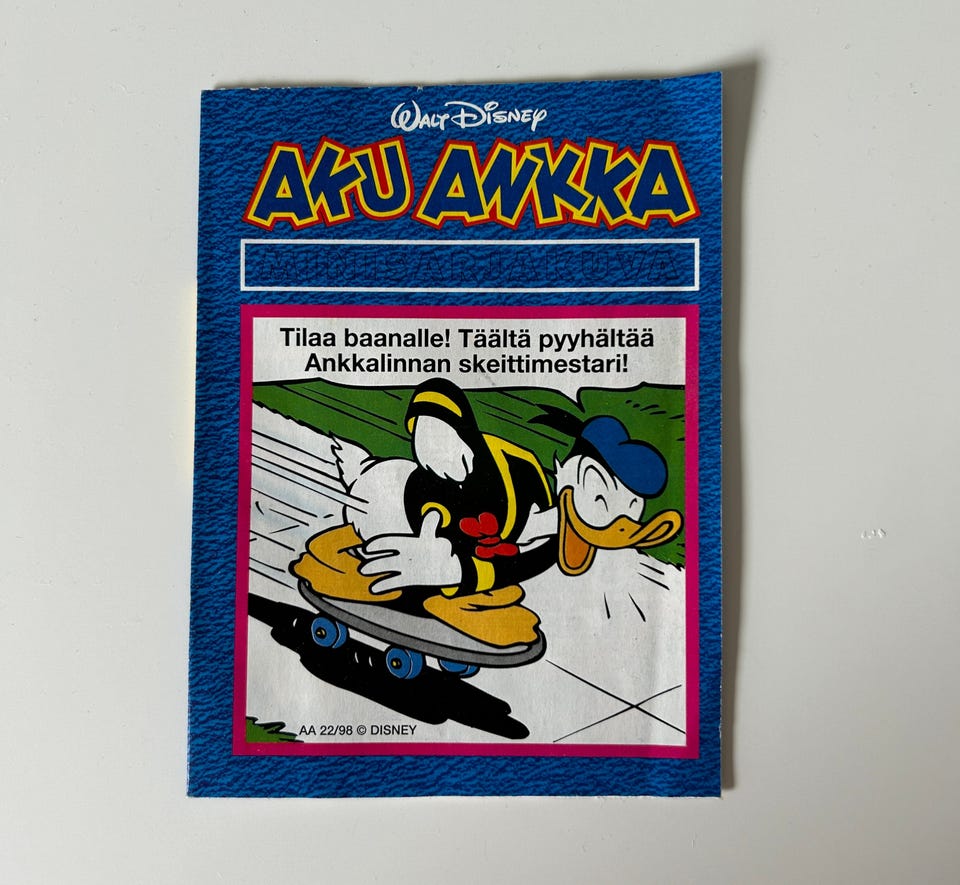 WALT DISNEY
AKU ANKKA
MINISARJAKUVA
Tilaa baanalle! Täältä pyyhältää
Ankkalinnan skeittimestari!
AA 22/98 © DISNEY